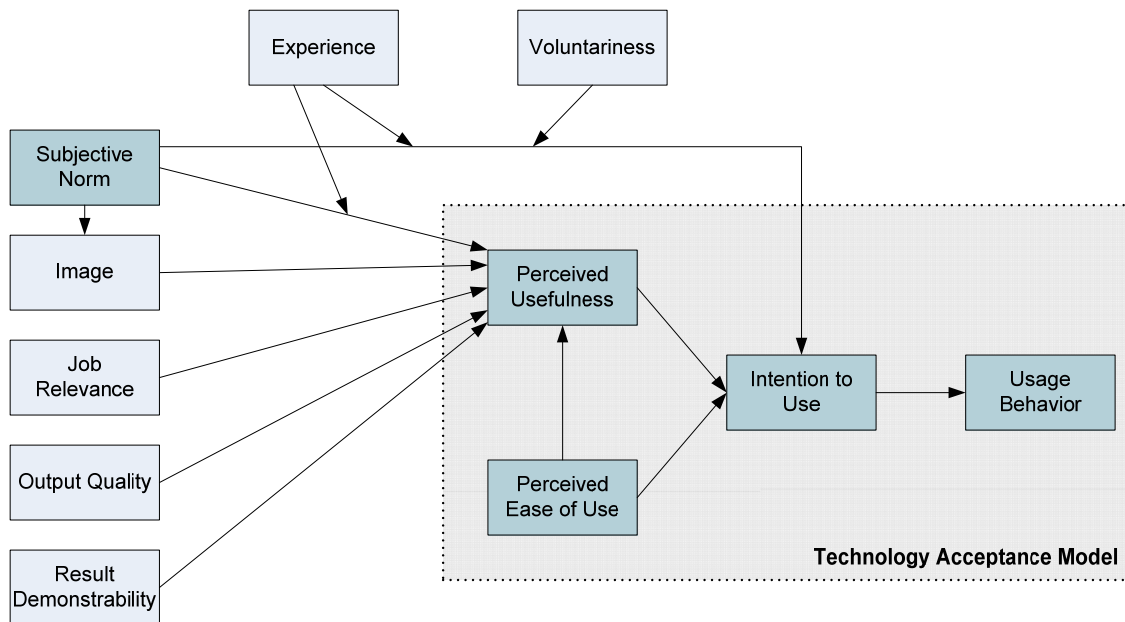 Experience
Voluntariness
Subjective
Norm
Image
Perceived
Usefulness
Job
Relevance
Intention to
Use
Usage
Behavior
Output Quality
Perceived
Ease of Use
Technology Acceptance Model
Result
Demonstrability